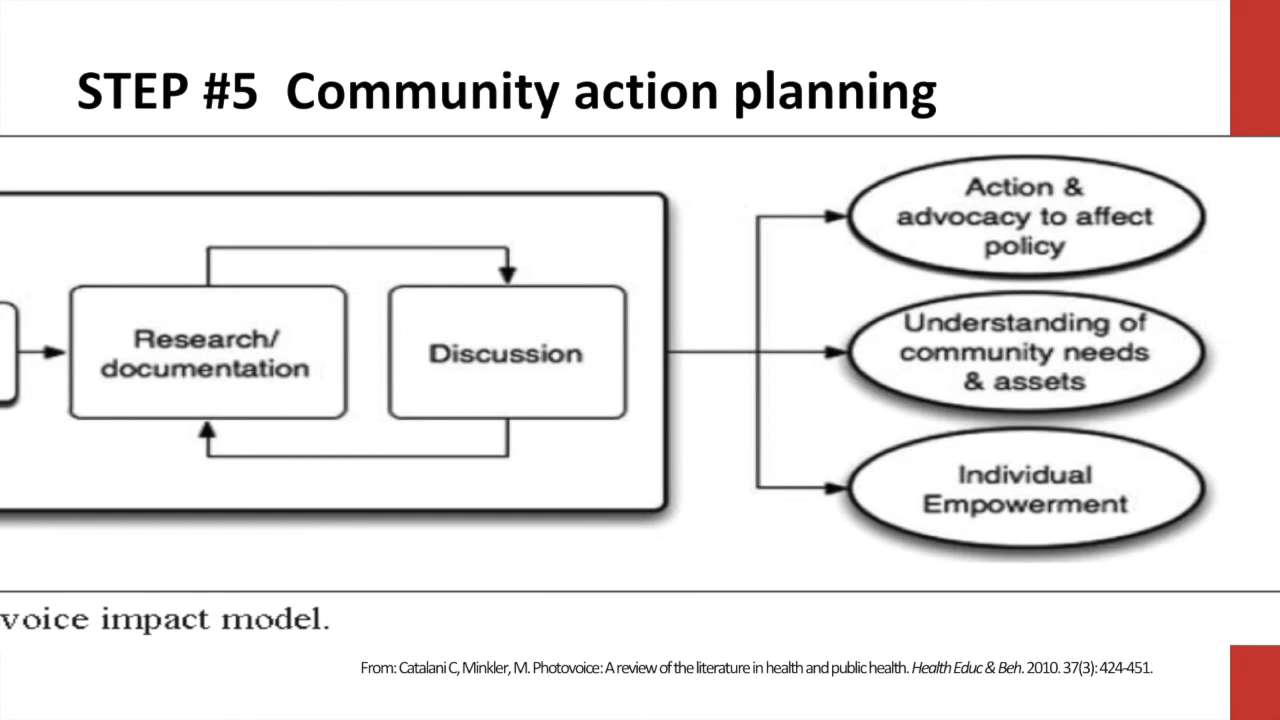 STEP #5 Community action planning
Research/
documentation
Discussion
Action &
advocacy to affect
policy
Understanding of
community needs
& assets
Individual
Empowerment
voice impact model.
From: Catalani C, Minkler, M. Photovoice: A review of the literature in health and public health. Health Educ & Beh. 2010. 37(3): 424-451.